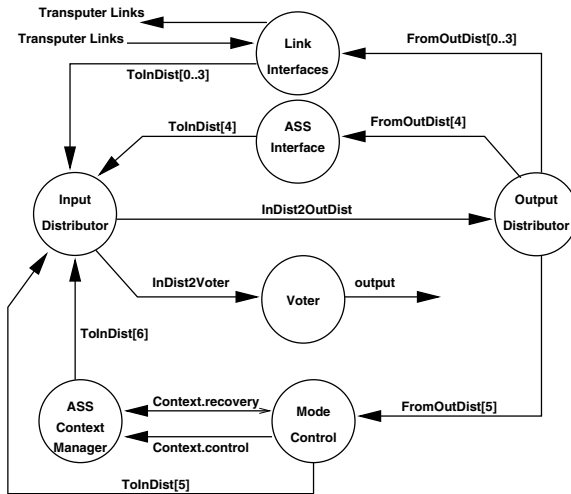 Transputer Links
Transputer Links
Link
Interfaces
FromOutDist[0..3]
ToInDist[0..3]
ToInDist[4]
ASS
Interface
FromOutDist[4]
Input
Distributor
InDist2OutDist
Output
Distributor
InDist2Voter
Voter
output
ToInDist[6]
ASS
Context
Manager
Context.recovery
Context.control
Mode
Control
FromOutDist[5]
ToInDist[5]